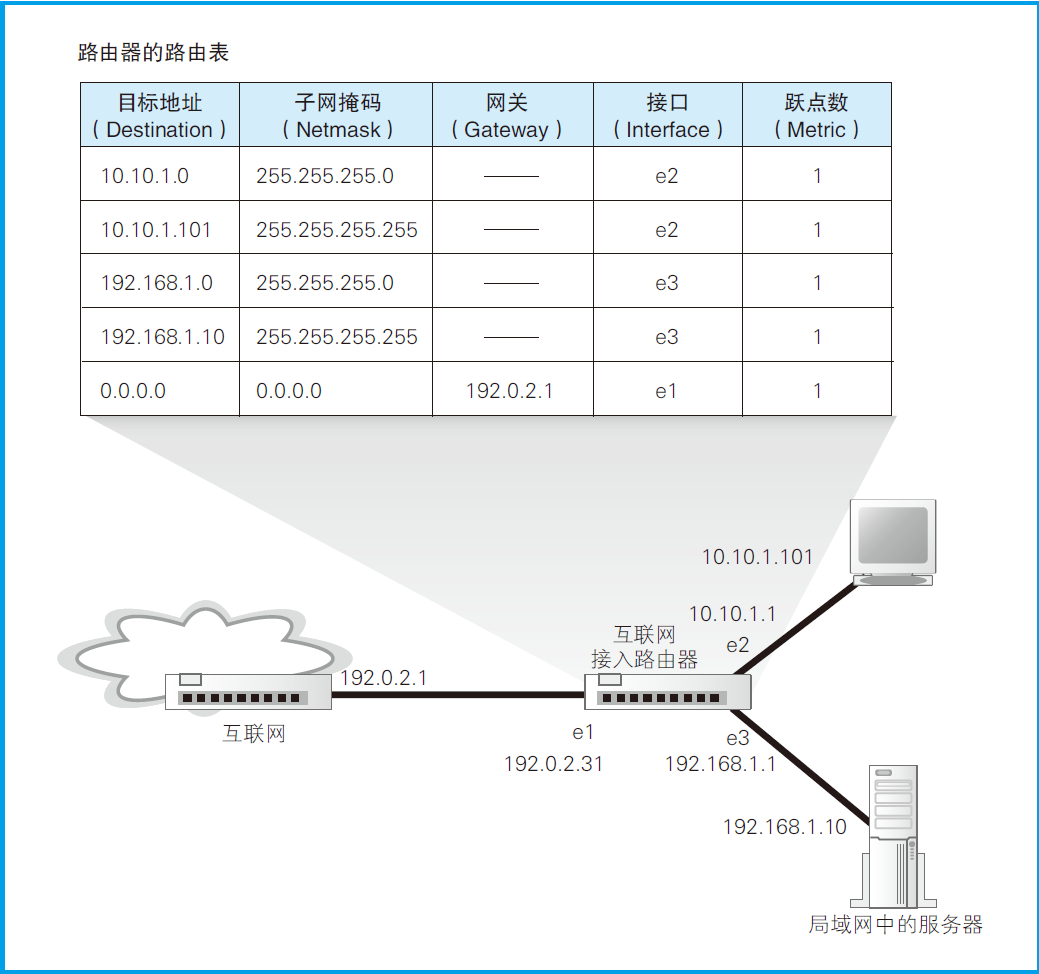 路由器的路由表
目标地址 子网掩码 网关 接口 跃点数
（Destination） （Netmask） （Gateway） （Interface） （Metric）
10.10.1.0 255.255.255.0 —— e2 1
10.10.1.101 255.255.255.255 —— e2 1
192.168.1.0 255.255.255.0 —— e3 1
192.168.1.10 255.255.255.255 —— e3 1
0.0.0.0 0.0.0.0 192.0.2.1 e1 1
10.10.1.101
10.10.1.1
互联网
接入路由器
e2
192.0.2.1
互联网
e1
192.0.2.31
e3
192.168.1.1
192.168.1.10
局域网中的服务器